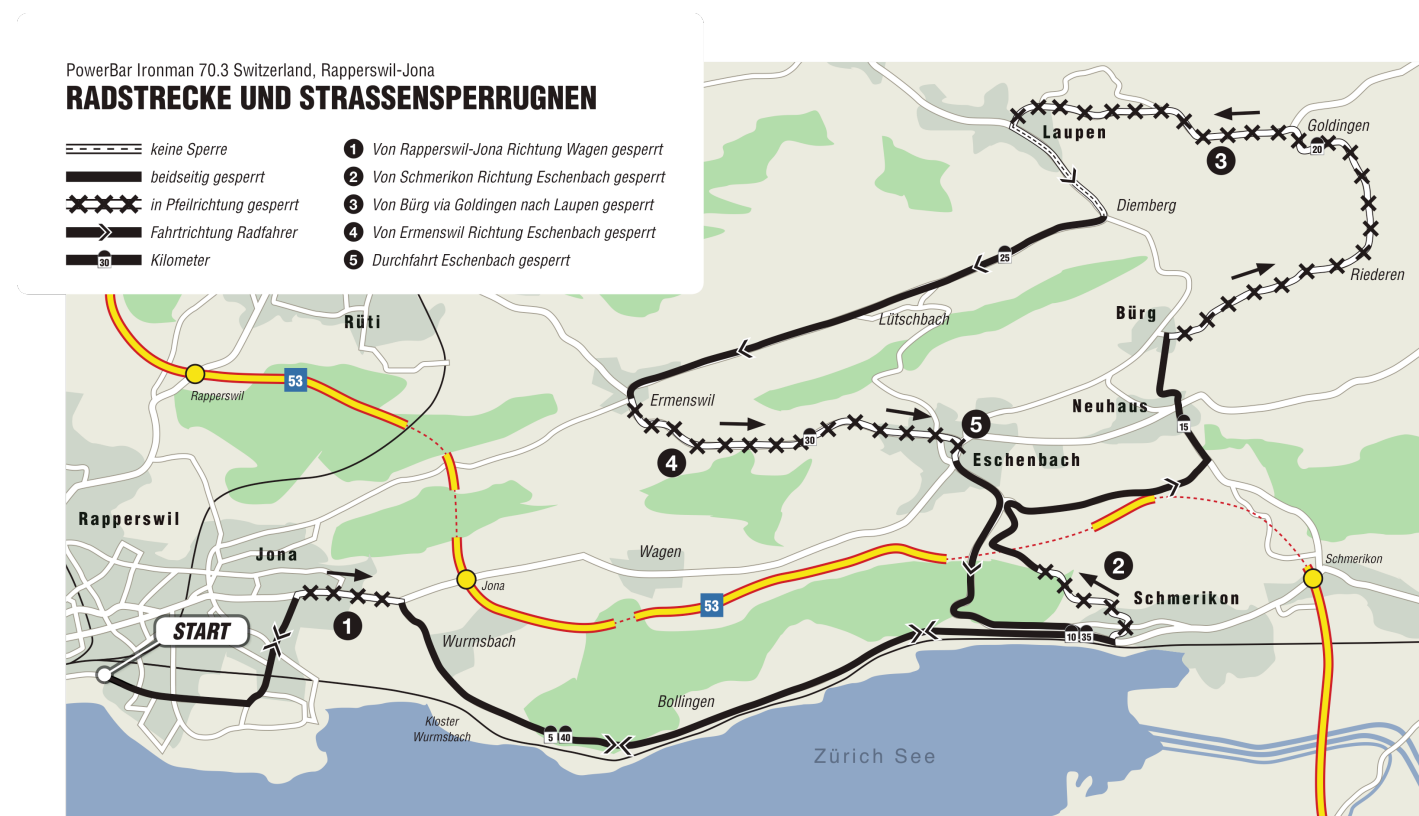 PowerBar Ironman 70.3 Switzerland, Rapperswil-Jona
RADSTRECKE UND STRASSENSPERRUGNEN
keine Sperre
beidseitig gesperrt
in Pfeilrichtung gesperrt
Fahrtrichtung Radfahrer
30 Kilometer
1 Von Rapperswil-Jona Richtung Wagen gesperrt
2 Von Schmerikon Richtung Eschenbach gesperrt
3 Von Bürg via Goldingen nach Laupen gesperrt
4 Von Ermenswil Richtung Eschenbach gesperrt
5 Durchfahrt Eschenbach gesperrt
Laupen
Goldingen
20
3
Diemberg
25
Riederen
Lütschbach
Bürg
Rüti
53
Rapperswil
Ermenswil
Neuhaus
15
30
5
4
Eschenbach
Rapperswil
Jona
Wagen
Schmerikon
2
Jona
53
Schmerikon
1
START
Wurmsbach
10 35
Bollingen
Kloster
Wurmsbach
5 40
Zürich See